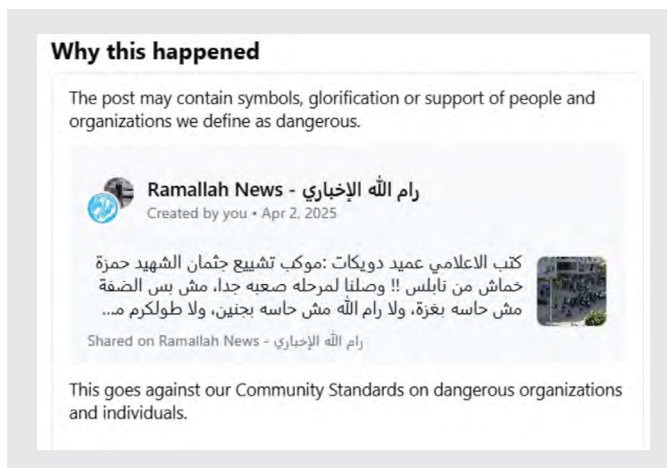 Why this happened
The post may contain symbols, glorification or support of people and
organizations we define as dangerous.
Ramallah News - رام الله الإخباري
Created by you • Apr 2, 2025
كتب الاعلامي عميد دويكات :موكب تشييع جثمان الشهيد حمزة
خماش من نابلس !! وصلنا لمرحله صعبه جدا، مش بس الضفة
مش حاسه بغزة، ولا رام الله مش حاسه بجنين، ولا طولكرم مـ...
Shared on Ramallah News - رام الله الإخباري
This goes against our Community Standards on dangerous organizations
and individuals.